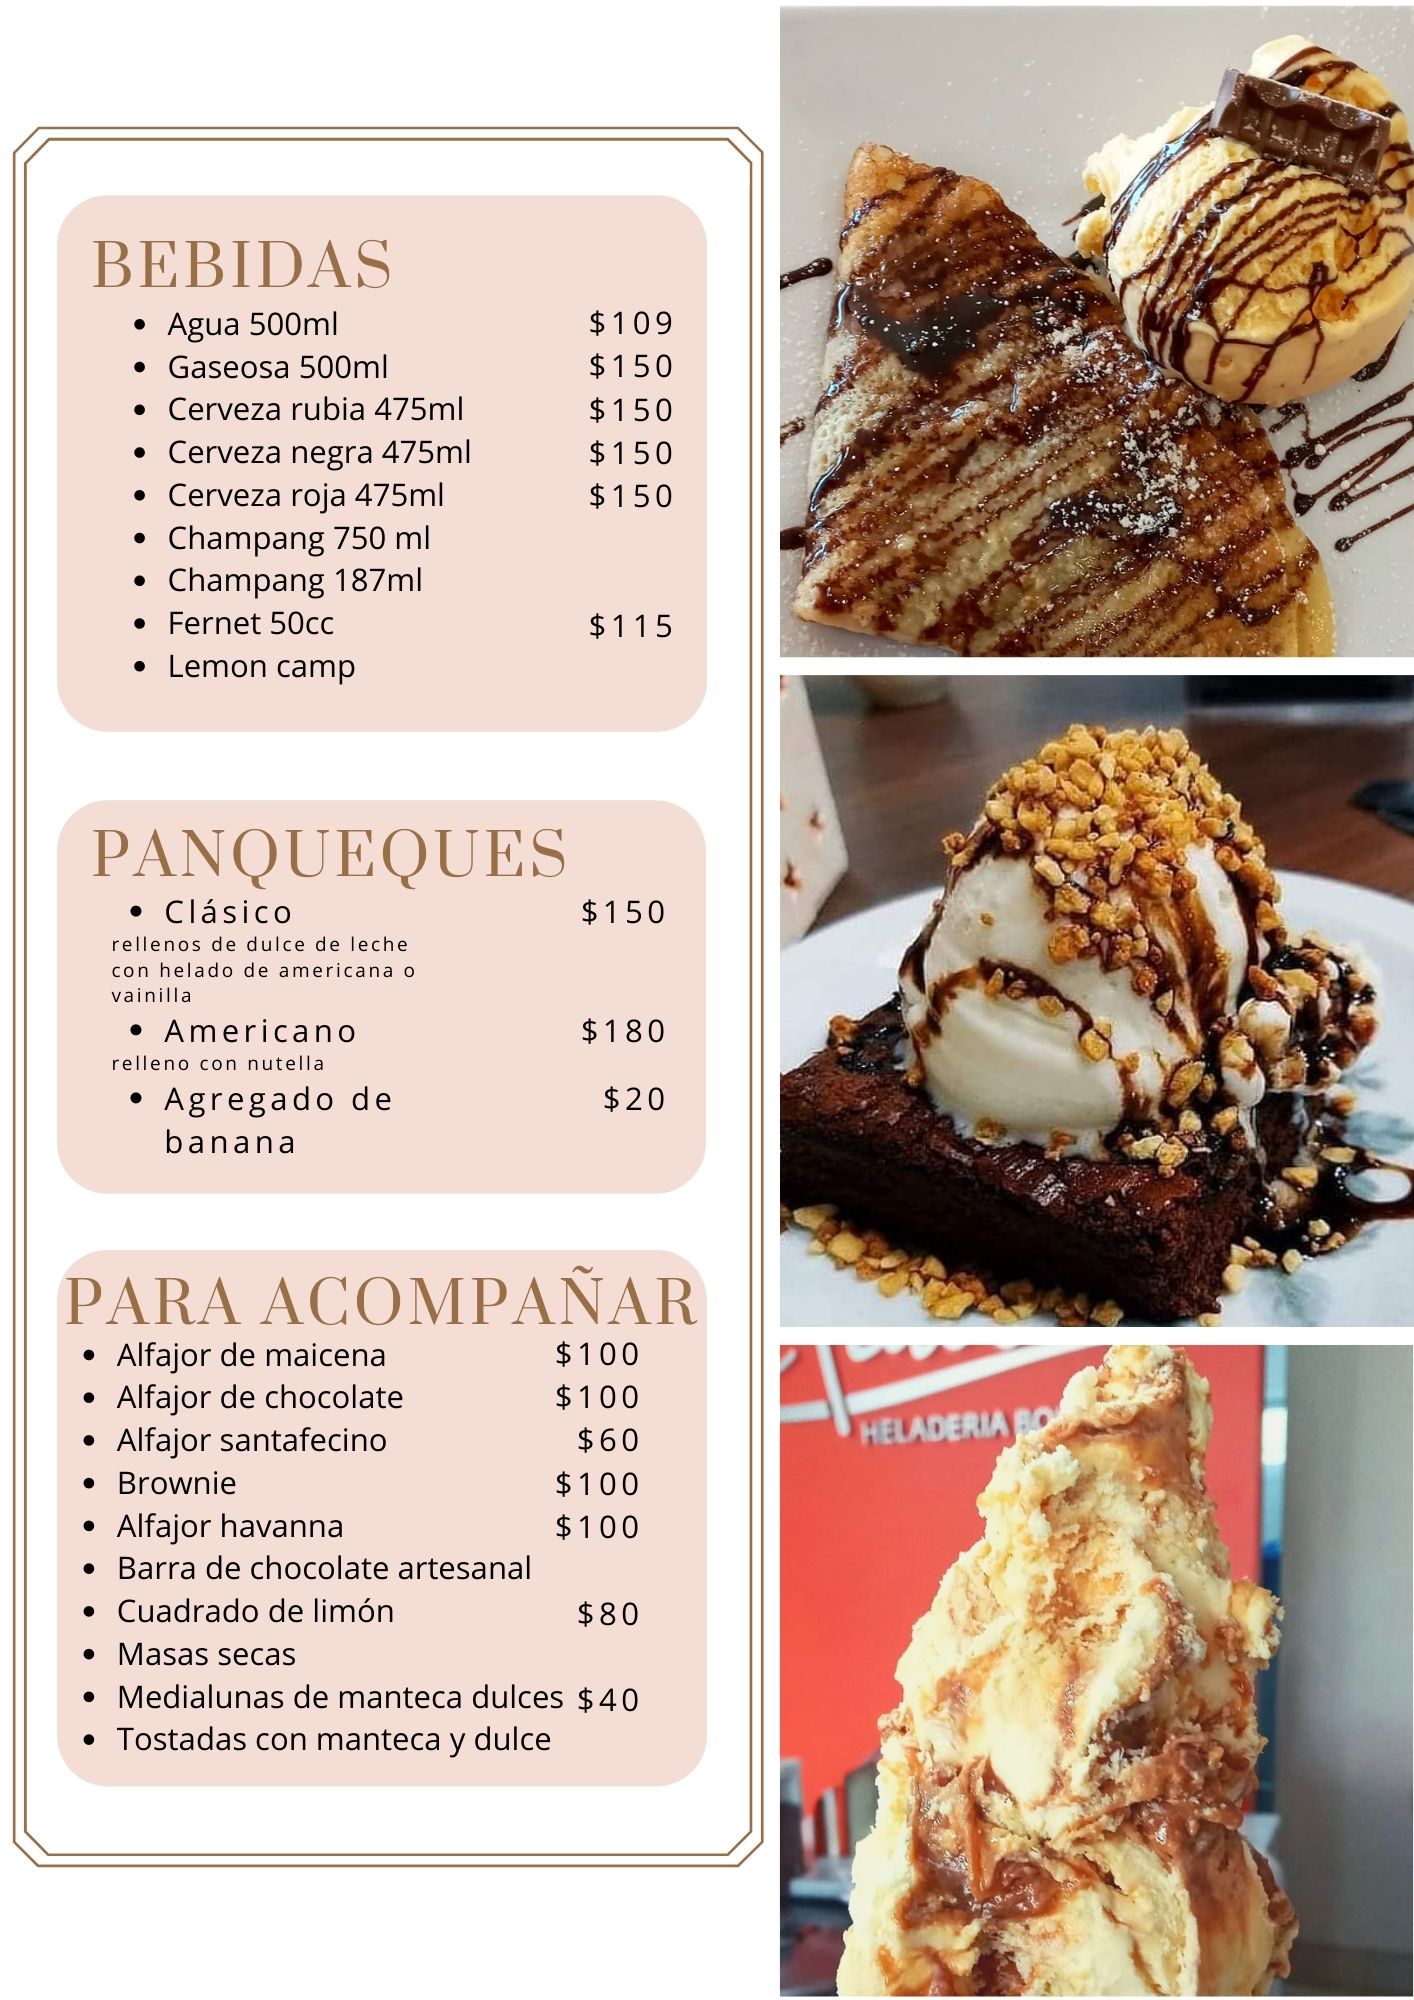 BEBIDAS
• Agua 500ml $109
• Gaseosa 500ml $150
• Cerveza rubia 475ml $150
• Cerveza negra 475ml $150
• Cerveza roja 475ml $150
• Champang 750 ml
• Champang 187ml
• Fernet 50cc $115
• Lemon camp
PANQUEQUES
• Clásico $150
rellenos de dulce de leche
con helado de americana o
vainilla
• Americano $180
relleno con nutella
• Agregado de $20
banana
PARA ACOMPAÑAR
• Alfajor de maicena $100
• Alfajor de chocolate $100
• Alfajor santafecino $60
• Brownie $100
• Alfajor havanna $100
• Barra de chocolate artesanal
• Cuadrado de limón $80
• Masas secas
• Medialunas de manteca dulces $40
• Tostadas con manteca y dulce
HELADERIA